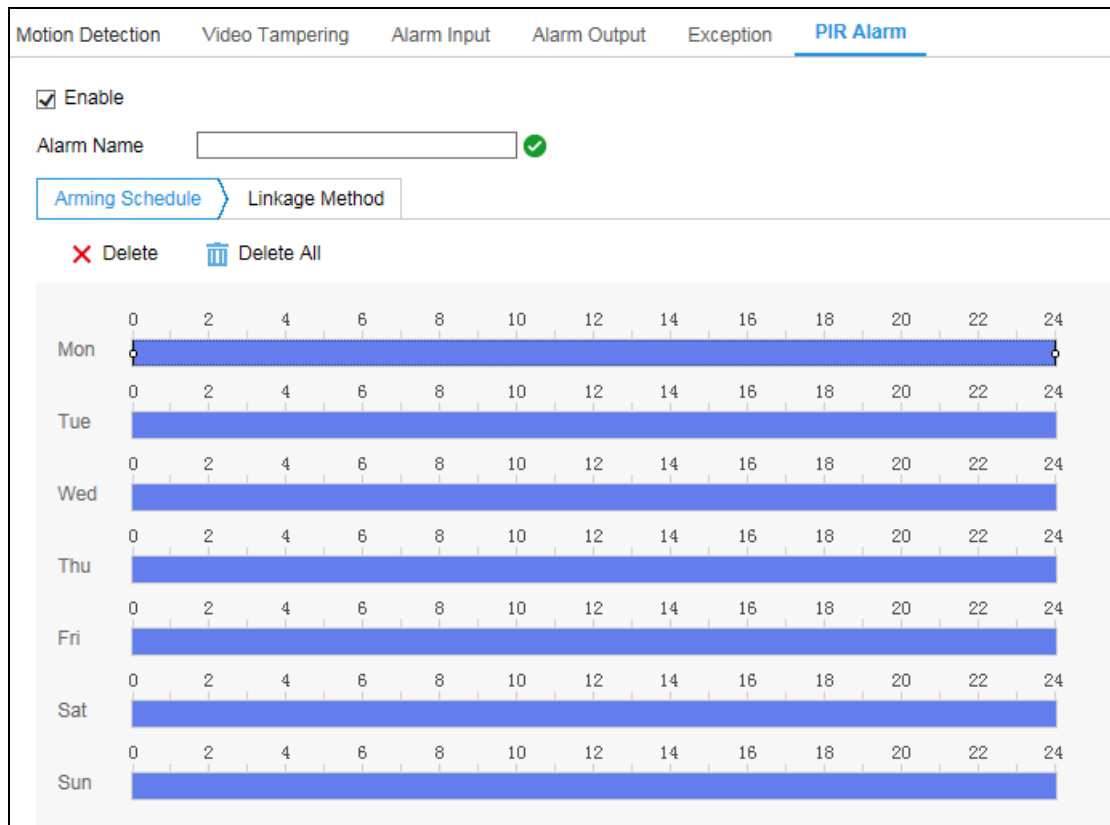 Motion Detection Video Tampering Alarm Input Alarm Output Exception PIR Alarm
Enable
Alarm Name
Arming Schedule Linkage Method
Delete Delete All
0 2 4 6 8 10 12 14 16 18 20 22 24
Mon
0 2 4 6 8 10 12 14 16 18 20 22 24
Tue
0 2 4 6 8 10 12 14 16 18 20 22 24
Wed
0 2 4 6 8 10 12 14 16 18 20 22 24
Thu
0 2 4 6 8 10 12 14 16 18 20 22 24
Fri
0 2 4 6 8 10 12 14 16 18 20 22 24
Sat
0 2 4 6 8 10 12 14 16 18 20 22 24
Sun